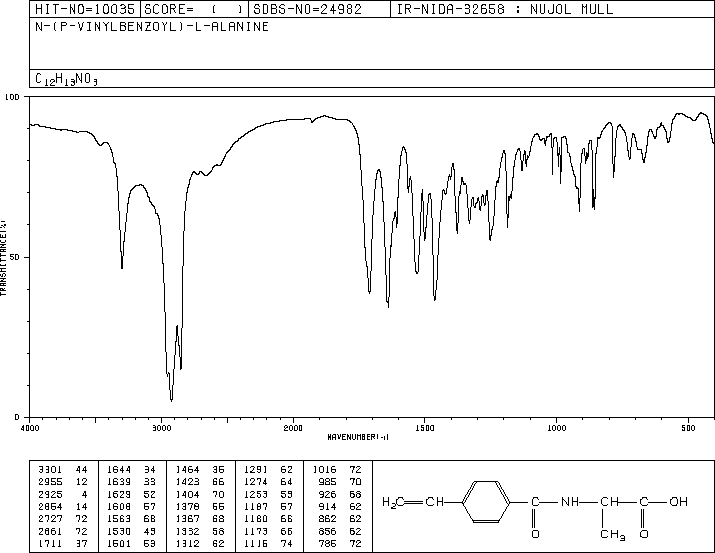 HIT-NO=10035 SCORE= ( ) SDBS-NO=24982 IR-NIDA-32658 : NUJOL MULL
N-(P-VINYLBENZOYL)-L-ALANINE
C12H13NO3
100
50
0
TRANSMITTANCE(%)
4000 3000 2000 1500 1000 500
WAVENUMBER(-1)
3301 44 1644 34 1464 35 1291 62 1016 72
2955 12 1639 33 1423 66 1274 64 985 70
2925 4 1629 52 1404 70 1253 53 926 68
2854 14 1608 57 1378 55 1187 57 914 62
2727 72 1563 68 1367 68 1180 66 862 62
2661 72 1530 43 1332 58 1173 66 856 62
1711 37 1501 53 1312 62 1116 74 786 72
H2C CH C NH CH C OH
O CH3 O